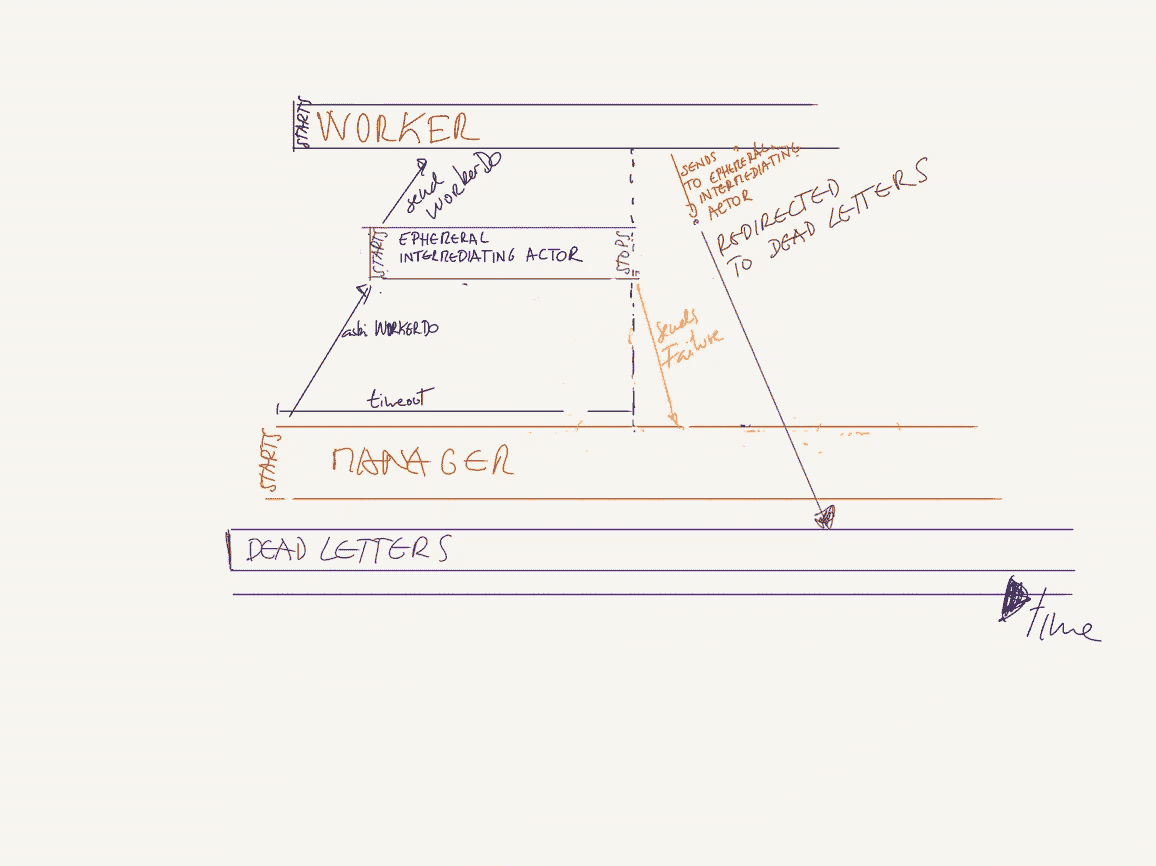 STARTS
WORKER
send
WorkerDo
SENDS
TO EPHEMERAL
INTERMEDIATING
ACTOR
REDIRECTED
TO DEAD LETTERS
STARTS
EPHEMERAL
INTERMEDIATING ACTOR
STOPS
ask WORKERDO
Sends
Failure
timeout
STARTS
MANAGER
DEAD LETTERS
time